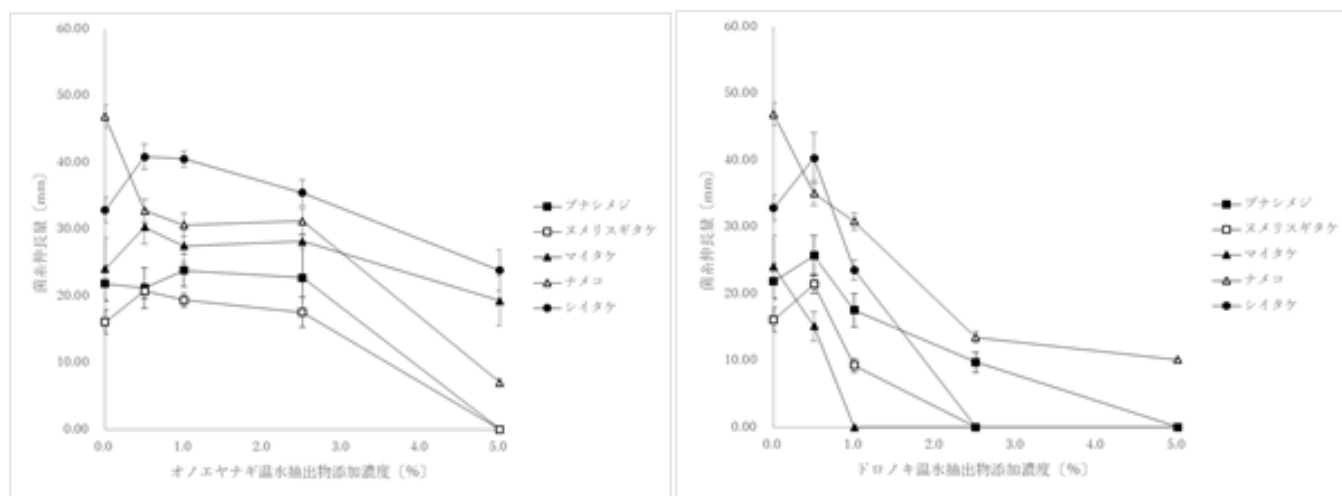 60.00
50.00
40.00
30.00
20.00
10.00
0.00
菌糸伸長量〔mm〕
0.0 1.0 2.0 3.0 4.0 5.0
オノエヤナギ温水抽出物添加濃度〔%〕
ブナシメジ
ヌメリスギタケ
マイタケ
ナメコ
シイタケ
60.00
50.00
40.00
30.00
20.00
10.00
0.00
菌糸伸長量〔mm〕
0.0 1.0 2.0 3.0 4.0 5.0
ドロノキ温水抽出物添加濃度〔%〕
ブナシメジ
ヌメリスギタケ
マイタケ
ナメコ
シイタケ